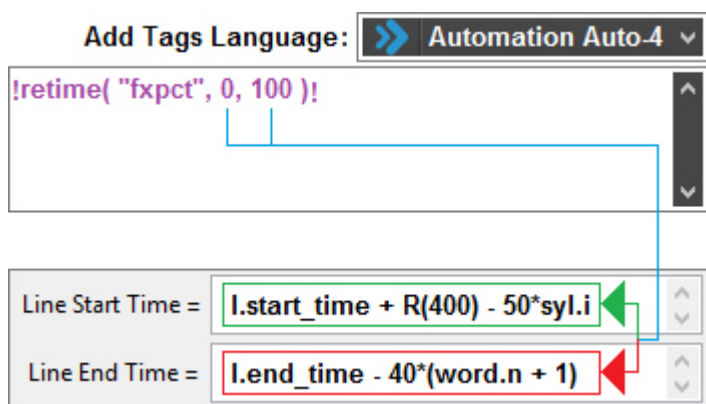 Add Tags Language: Automation Auto-4
!retime( "fxpct", 0, 100 )!
Line Start Time = l.start_time + R(400) - 50*syl.i
Line End Time = l.end_time - 40*(word.n + 1)